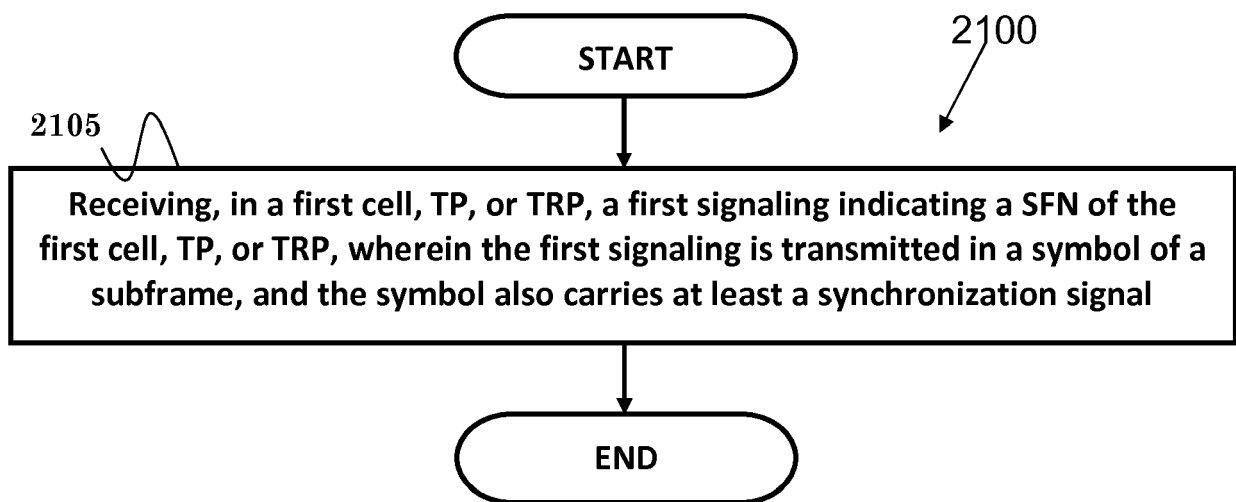 START
2100
2105
Receiving, in a first cell, TP, or TRP, a first signaling indicating a SFN of the
first cell, TP, or TRP, wherein the first signaling is transmitted in a symbol of a
subframe, and the symbol also carries at least a synchronization signal
END